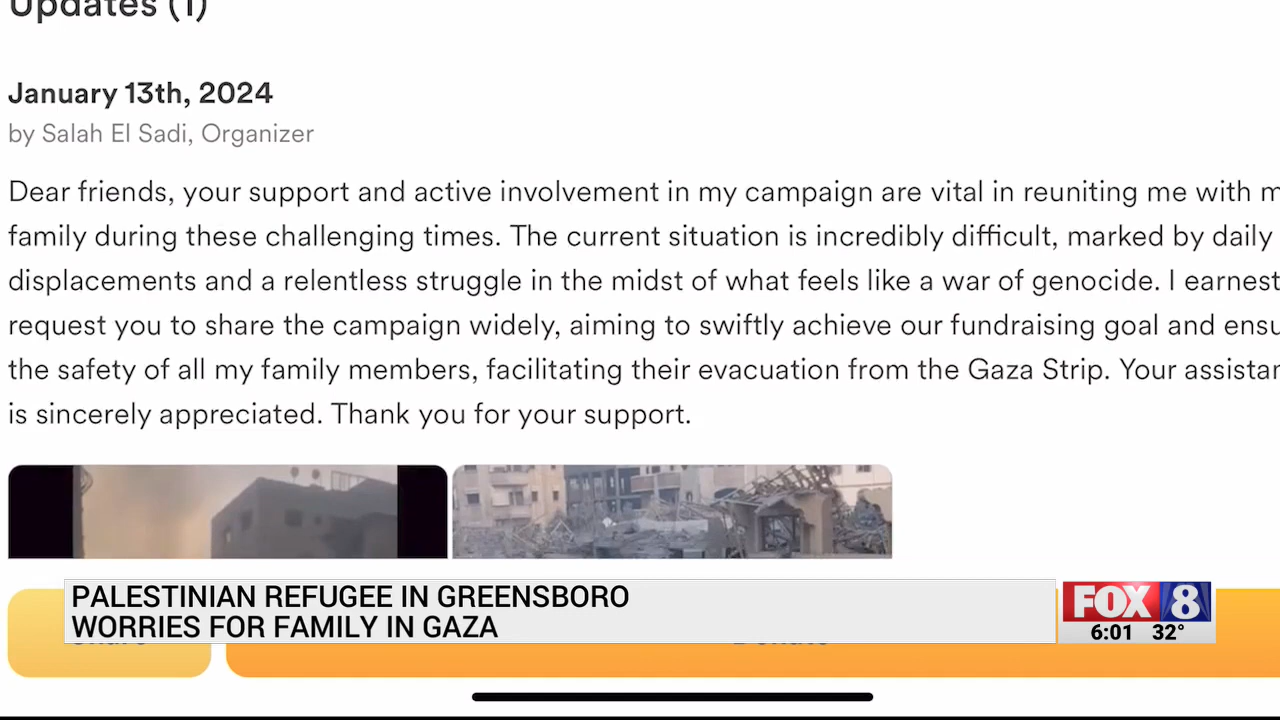 Updates (1)
January 13th, 2024
by Salah El Sadi, Organizer
Dear friends, your support and active involvement in my campaign are vital in reuniting me with m
family during these challenging times. The current situation is incredibly difficult, marked by daily
displacements and a relentless struggle in the midst of what feels like a war of genocide. I earnest
request you to share the campaign widely, aiming to swiftly achieve our fundraising goal and ensu
the safety of all my family members, facilitating their evacuation from the Gaza Strip. Your assistan
is sincerely appreciated. Thank you for your support.
PALESTINIAN REFUGEE IN GREENSBORO
WORRIES FOR FAMILY IN GAZA
FOX 8
6:01 32°